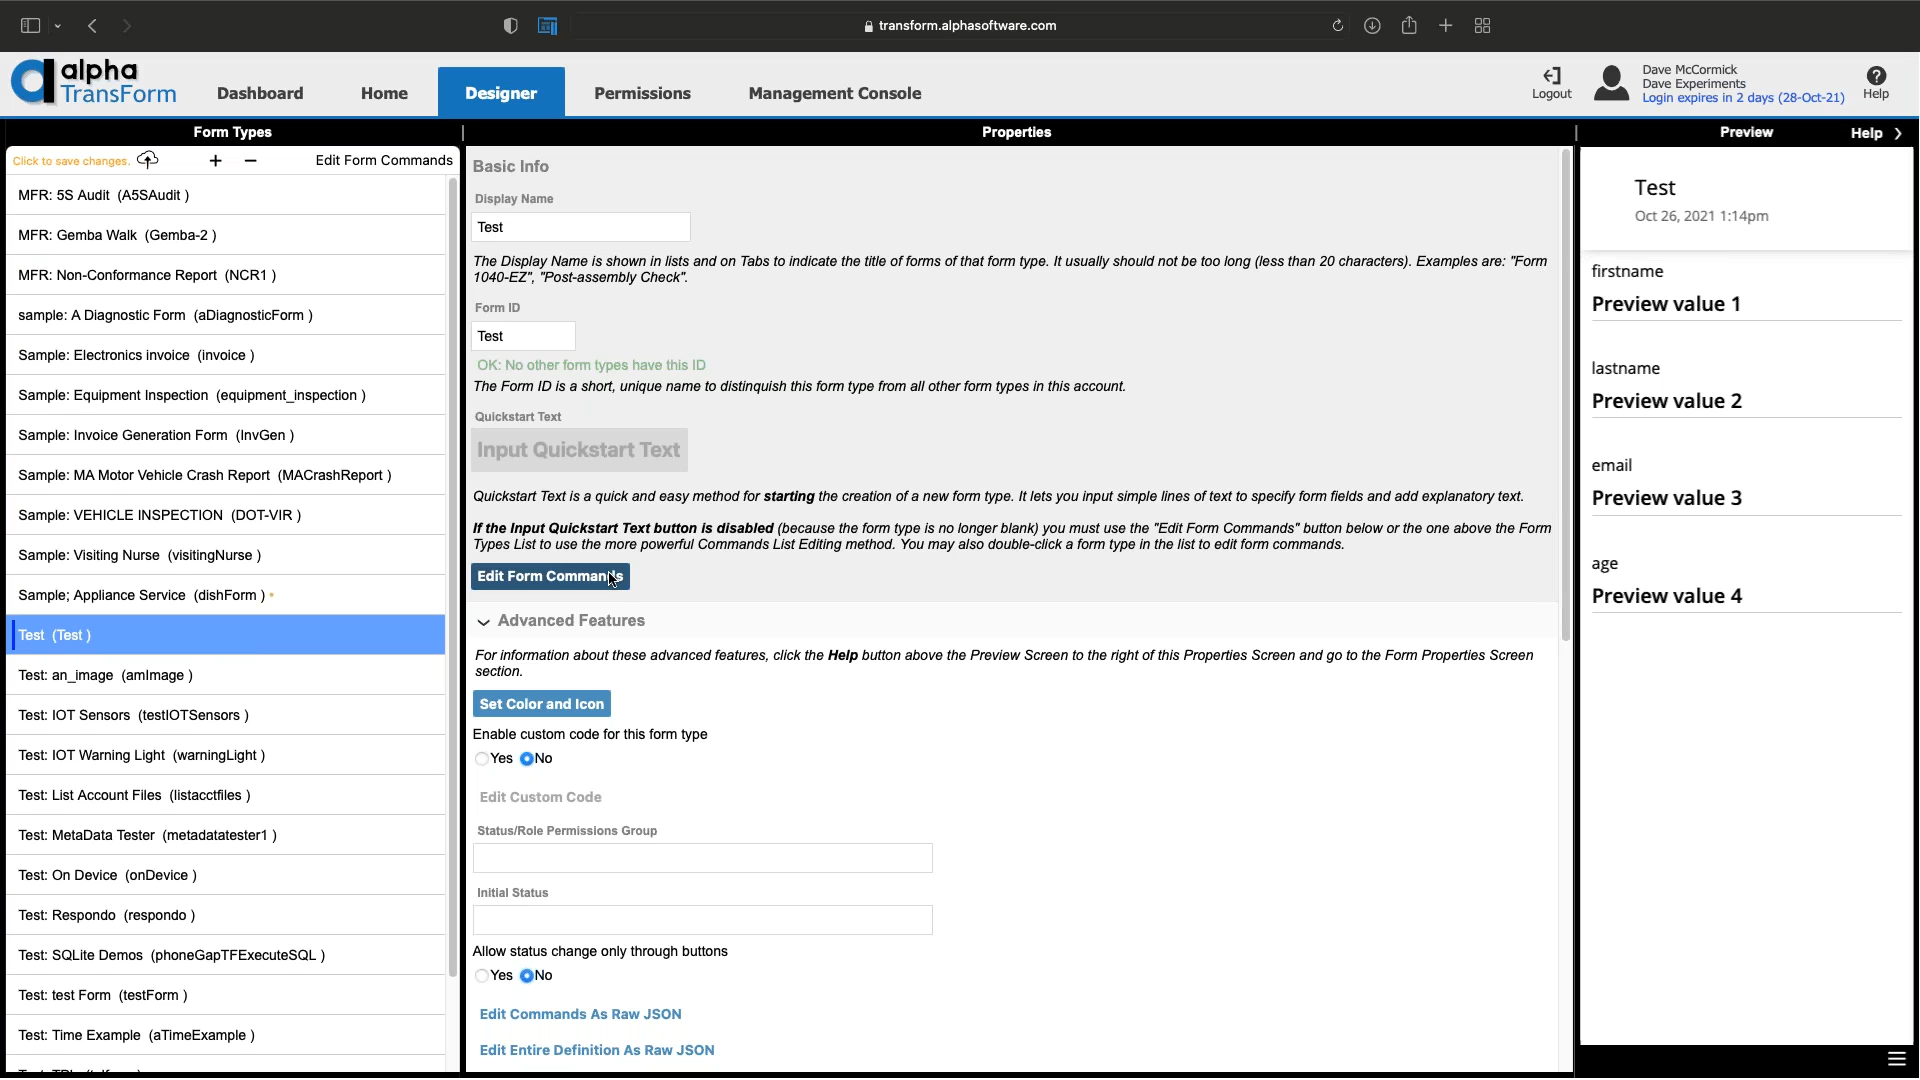 transform.alphasoftware.com
alpha
TransForm
Dashboard
Home
Designer
Permissions
Management Console
Logout
Dave McCormick
Dave Experiments
Login expires in 2 days (28-Oct-21)
Help
Form Types
Properties
Preview
Help
Click to save changes.
+ − Edit Form Commands
MFR: 5S Audit (A5SAudit )
MFR: Gemba Walk (Gemba-2 )
MFR: Non-Conformance Report (NCR1 )
sample: A Diagnostic Form (aDiagnosticForm )
Sample: Electronics invoice (invoice )
Sample: Equipment Inspection (equipment_inspection )
Sample: Invoice Generation Form (InvGen )
Sample: MA Motor Vehicle Crash Report (MACrashReport )
Sample: VEHICLE INSPECTION (DOT-VIR )
Sample: Visiting Nurse (visitingNurse )
Sample; Appliance Service (dishForm )
Test (Test )
Test: an_image (amImage )
Test: IOT Sensors (testIOTSensors )
Test: IOT Warning Light (warningLight )
Test: List Account Files (listacctfiles )
Test: MetaData Tester (metadatatester1 )
Test: On Device (onDevice )
Test: Respondo (respondo )
Test: SQLite Demos (phoneGapTFExecuteSQL )
Test: test Form (testForm )
Test: Time Example (aTimeExample )
Basic Info
Display Name
Test
The Display Name is shown in lists and on Tabs to indicate the title of forms of that form type. It usually should not be too long (less than 20 characters). Examples are: "Form
1040-EZ", "Post-assembly Check".
Form ID
Test
OK: No other form types have this ID
The Form ID is a short, unique name to distinquish this form type from all other form types in this account.
Quickstart Text
Input Quickstart Text
Quickstart Text is a quick and easy method for starting the creation of a new form type. It lets you input simple lines of text to specify form fields and add explanatory text.
If the Input Quickstart Text button is disabled (because the form type is no longer blank) you must use the "Edit Form Commands" button below or the one above the Form
Types List to use the more powerful Commands List Editing method. You may also double-click a form type in the list to edit form commands.
Edit Form Commands
Advanced Features
For information about these advanced features, click the Help button above the Preview Screen to the right of this Properties Screen and go to the Form Properties Screen
section.
Set Color and Icon
Enable custom code for this form type
Yes No
Edit Custom Code
Status/Role Permissions Group
Initial Status
Allow status change only through buttons
Yes No
Edit Commands As Raw JSON
Edit Entire Definition As Raw JSON
Test
Oct 26, 2021 1:14pm
firstname
Preview value 1
lastname
Preview value 2
email
Preview value 3
age
Preview value 4